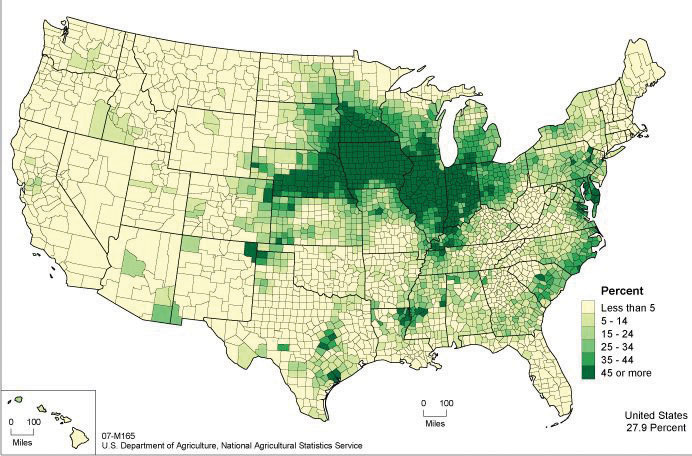 Percent
Less than 5
5 - 14
15 - 24
25 - 34
35 - 44
45 or more
0 100
Miles
United States
27.9 Percent
0 100
Miles
07-M165
U.S. Department of Agriculture, National Agricultural Statistics Service